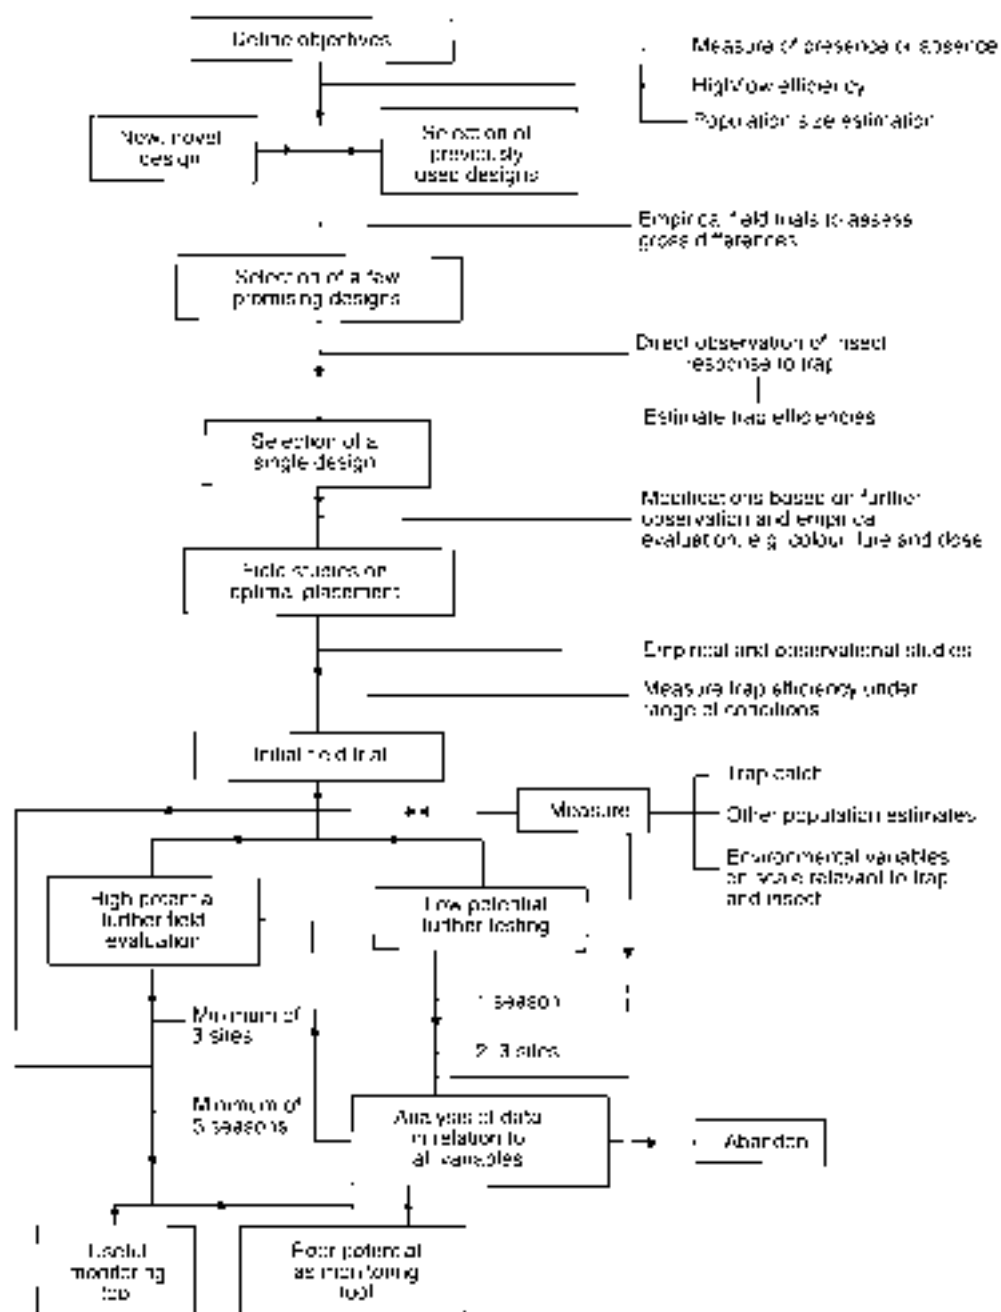 Define objectives
Measure of presence or absence
High/low efficiency
Population size estimation
New, novel
design
Selection of
previously
used designs
Empirical field trials to assess
gross differences
Selection of a few
promising designs
Direct observation of insect
response to trap
Estimate trap efficiencies
Selection of a
single design
Modifications based on further
observation and empirical
evaluation, e.g. colour, lure and dose
Field studies on
optimal placement
Empirical and observational studies
Measure trap efficiency under
range of conditions
Initial field trial
Measure
Trap catch
Other population estimates
Environmental variables
on scale relevant to trap
and insect
High potential
further field
evaluation
Low potential
further testing
Minimum of
3 sites
1 season
2–3 sites
Minimum of
5 seasons
Analysis of data
in relation to
all variables
Abandon
Useful
monitoring
tool
Poor potential
as monitoring
tool